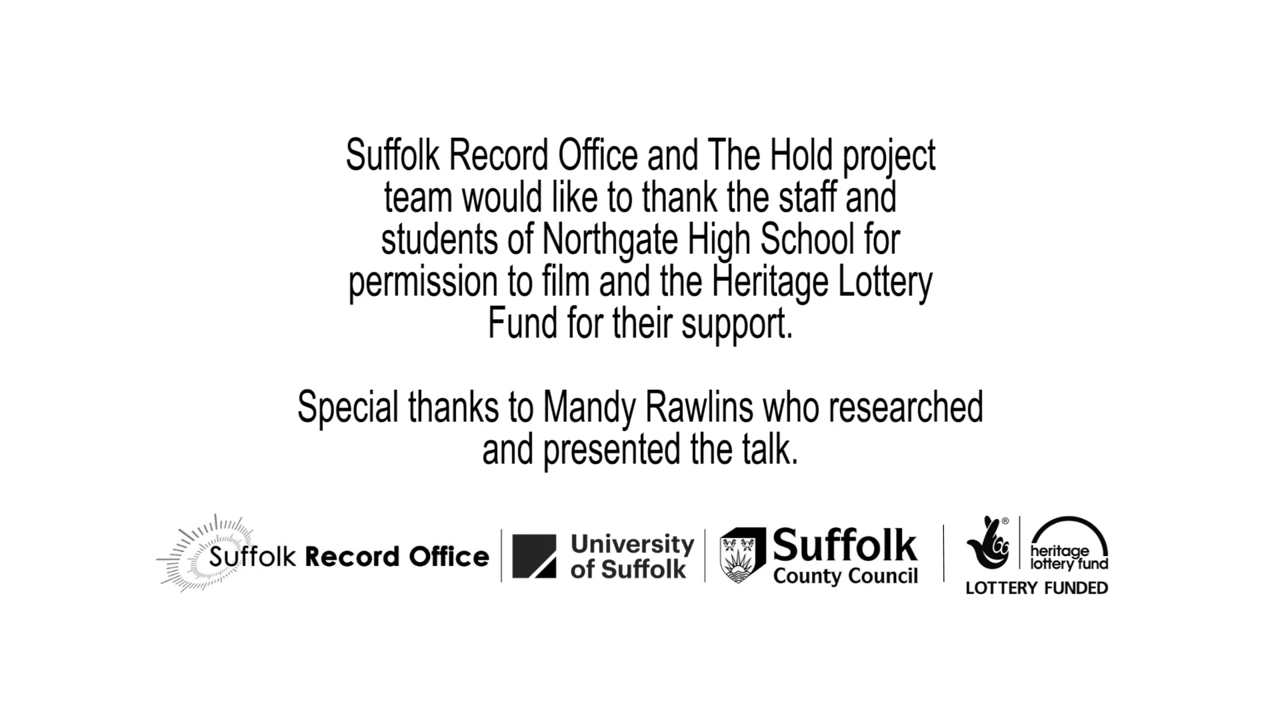 Suffolk Record Office and The Hold project
team would like to thank the staff and
students of Northgate High School for
permission to film and the Heritage Lottery
Fund for their support.
Special thanks to Mandy Rawlins who researched
and presented the talk.
Suffolk Record Office
University
of Suffolk
Suffolk
County Council
®
heritage
lottery fund
LOTTERY FUNDED